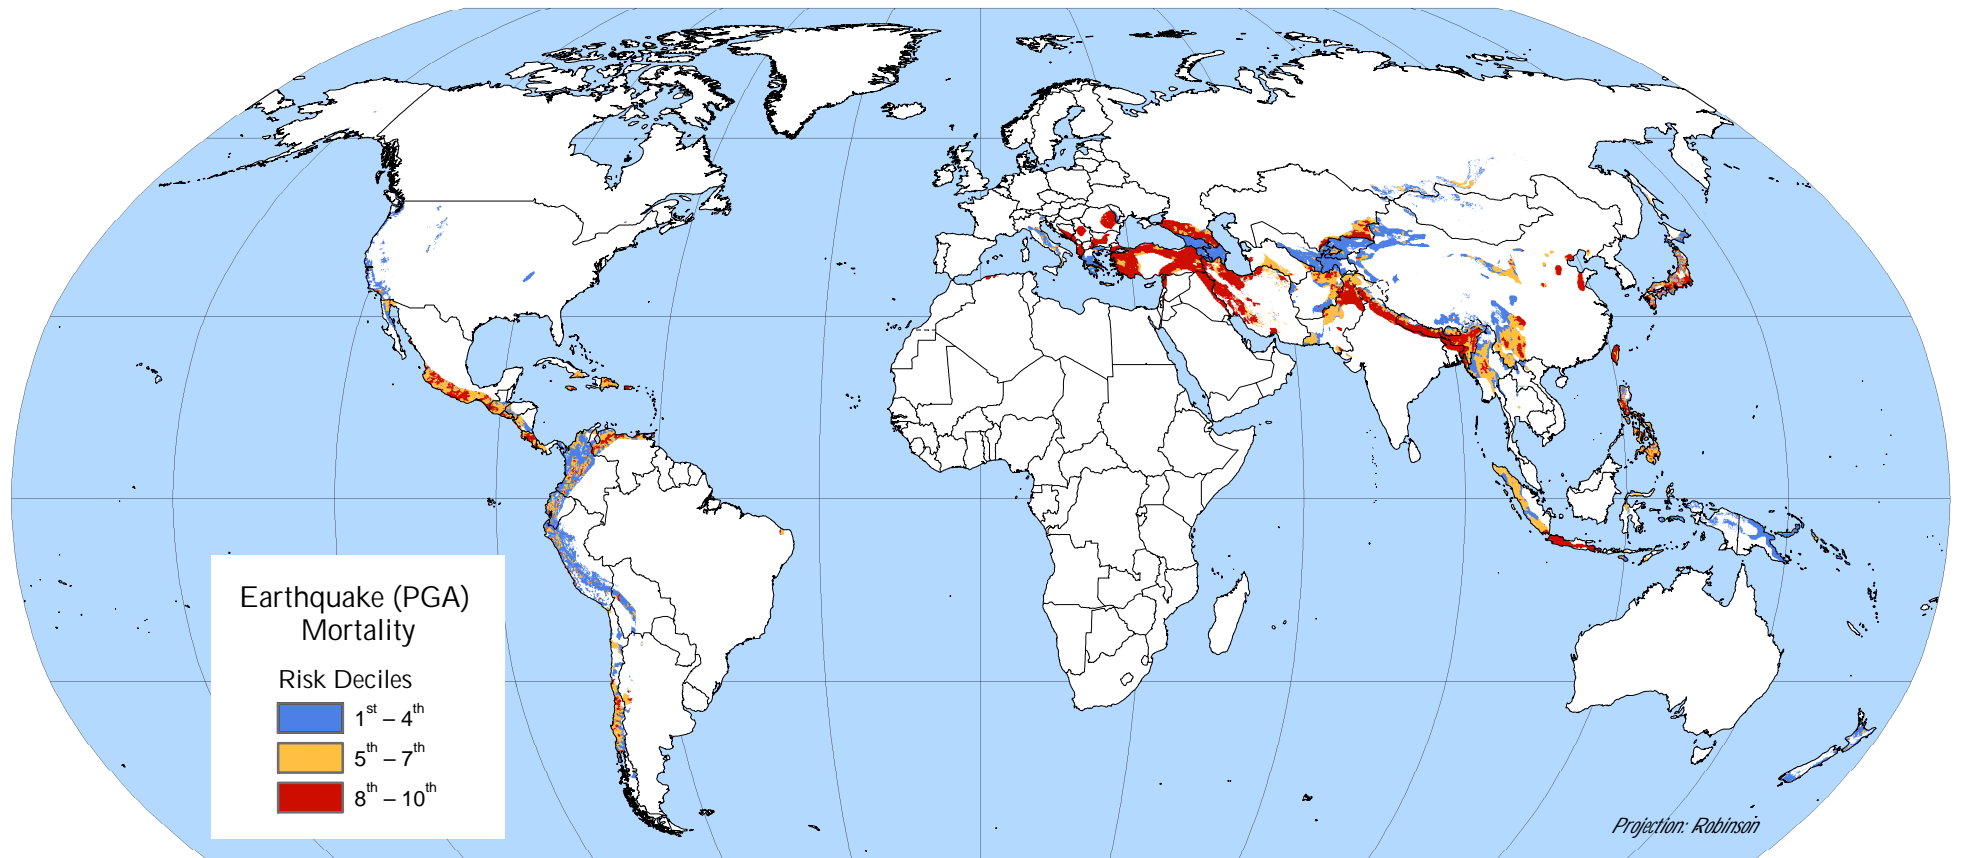 Earthquake (PGA)
Mortality
Risk Deciles
1st – 4th
5th – 7th
8th – 10th
Projection: Robinson